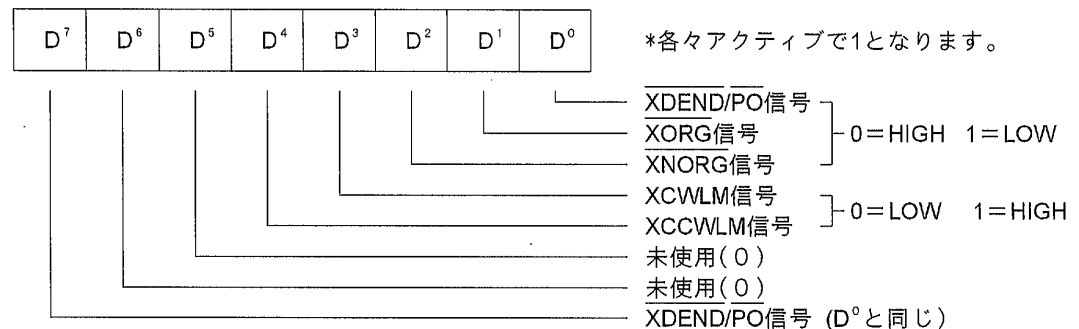 D⁷ D⁶ D⁵ D⁴ D³ D² D¹ D⁰ *各々アクティブで1となります。
XDEND/PO信号
XORG信号
XNORG信号
0=HIGH 1=LOW
XCWLM信号
XCCWLM信号
0=LOW 1=HIGH
未使用(0)
未使用(0)
XDEND/PO信号 (D⁰と同じ)